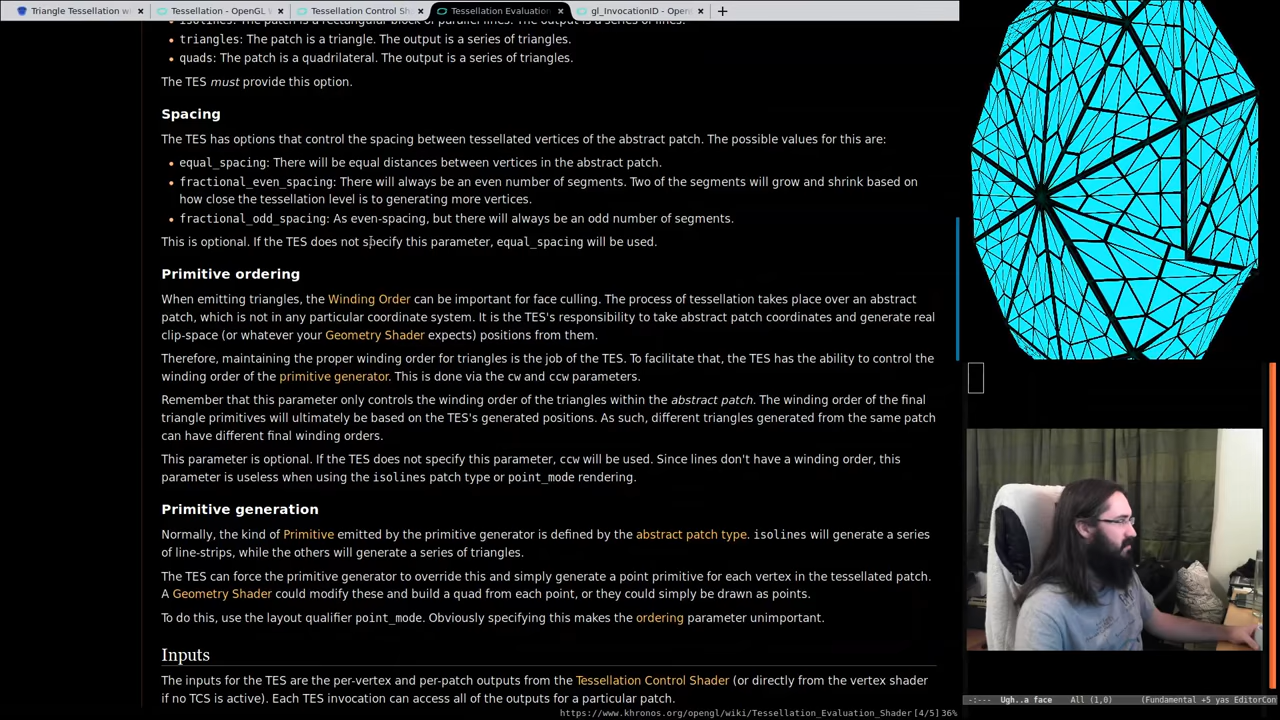 Triangle Tessellation w
Tessellation - OpenGL W
Tessellation Control Sh
Tessellation Evaluation
gl_InvocationID - OpenG
triangles: The patch is a triangle. The output is a series of triangles.
quads: The patch is a quadrilateral. The output is a series of triangles.
The TES must provide this option.
Spacing
The TES has options that control the spacing between tessellated vertices of the abstract patch. The possible values for this are:
equal_spacing: There will be equal distances between vertices in the abstract patch.
fractional_even_spacing: There will always be an even number of segments. Two of the segments will grow and shrink based on
how close the tessellation level is to generating more vertices.
fractional_odd_spacing: As even-spacing, but there will always be an odd number of segments.
This is optional. If the TES does not specify this parameter, equal_spacing will be used.
Primitive ordering
When emitting triangles, the Winding Order can be important for face culling. The process of tessellation takes place over an abstract
patch, which is not in any particular coordinate system. It is the TES's responsibility to take abstract patch coordinates and generate real
clip-space (or whatever your Geometry Shader expects) positions from them.
Therefore, maintaining the proper winding order for triangles is the job of the TES. To facilitate that, the TES has the ability to control the
winding order of the primitive generator. This is done via the cw and ccw parameters.
Remember that this parameter only controls the winding order of the triangles within the abstract patch. The winding order of the final
triangle primitives will ultimately be based on the TES's generated positions. As such, different triangles generated from the same patch
can have different final winding orders.
This parameter is optional. If the TES does not specify this parameter, ccw will be used. Since lines don't have a winding order, this
parameter is useless when using the isolines patch type or point_mode rendering.
Primitive generation
Normally, the kind of Primitive emitted by the primitive generator is defined by the abstract patch type. isolines will generate a series
of line-strips, while the others will generate a series of triangles.
The TES can force the primitive generator to override this and simply generate a point primitive for each vertex in the tessellated patch.
A Geometry Shader could modify these and build a quad from each point, or they could simply be drawn as points.
To do this, use the layout qualifier point_mode. Obviously specifying this makes the ordering parameter unimportant.
Inputs
The inputs for the TES are the per-vertex and per-patch outputs from the Tessellation Control Shader (or directly from the vertex shader
if no TCS is active). Each TES invocation can access all of the outputs for a particular patch.
https://www.khronos.org/opengl/wiki/Tessellation_Evaluation_Shader [4/5] 36%
-:--- Ugh..a face All (1,0) (Fundamental +5 yas EditorCon